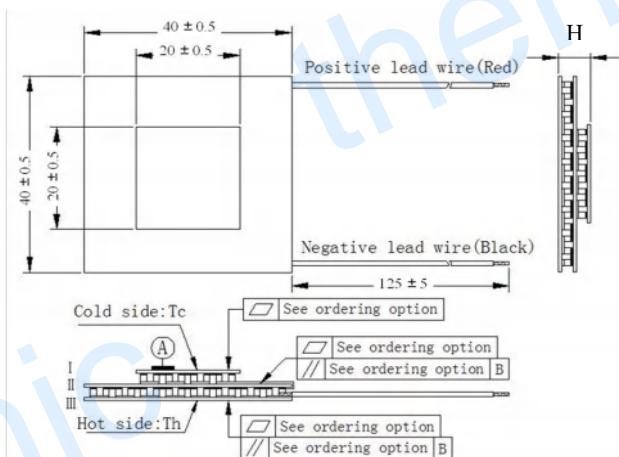 40 ± 0.5
20 ± 0.5
H
Positive lead wire(Red)
40 ± 0.5
20 ± 0.5
Negative lead wire(Black)
125 ± 5
Cold side:Tc
See ordering option
A
See ordering option
I
II
// See ordering option B
III
Hot side:Th
See ordering option
// See ordering option B